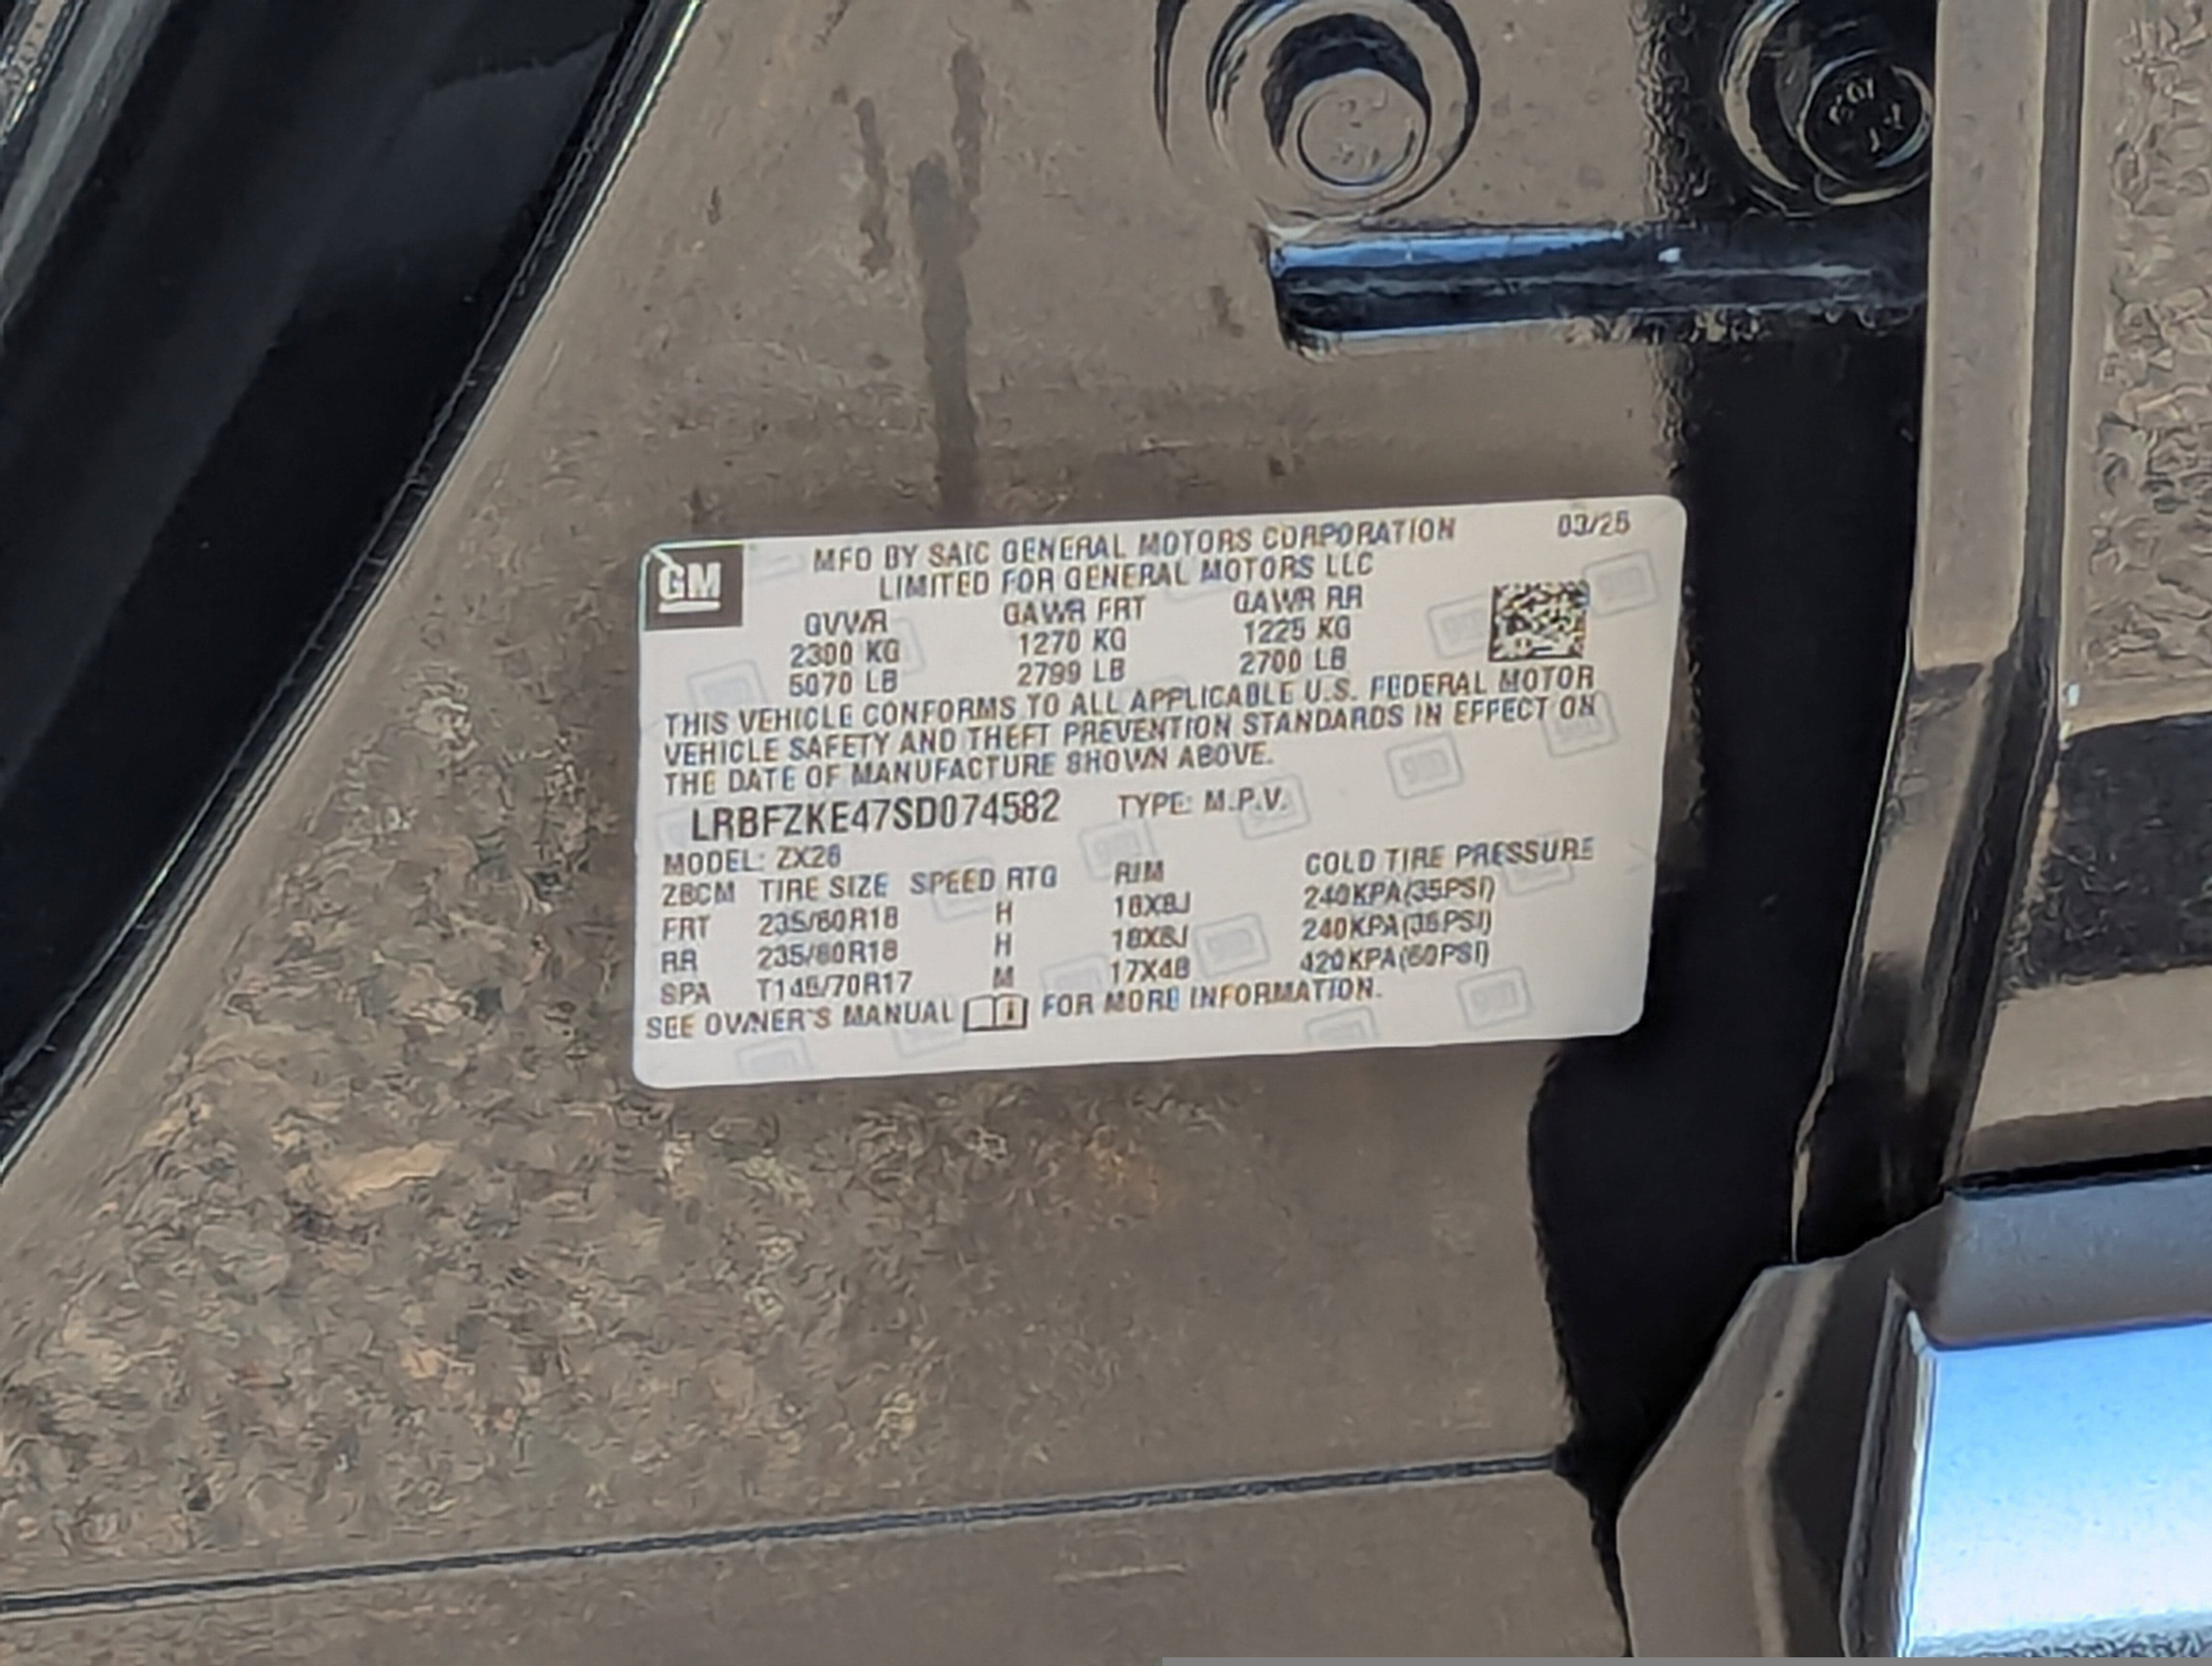 GM
MFD BY SAIC GENERAL MOTORS CORPORATION 03/25
LIMITED FOR GENERAL MOTORS LLC
GVWR GAWR FRT GAWR RR
2300 KG 1270 KG 1225 KG
5070 LB 2799 LB 2700 LB
THIS VEHICLE CONFORMS TO ALL APPLICABLE U.S. FEDERAL MOTOR
VEHICLE SAFETY AND THEFT PREVENTION STANDARDS IN EFFECT ON
THE DATE OF MANUFACTURE SHOWN ABOVE.
LRBFZKE47SD074582 TYPE: M.P.V.
MODEL: ZX26
TIRE SIZE SPEED RTG RIM COLD TIRE PRESSURE
FRT 235/60R18 H 18X8J 240KPA(35PSI)
RR 235/60R18 H 18X8J 240KPA(35PSI)
SPA T145/70R17 M 420KPA(60PSI)
SEE OWNER'S MANUAL FOR MORE INFORMATION.